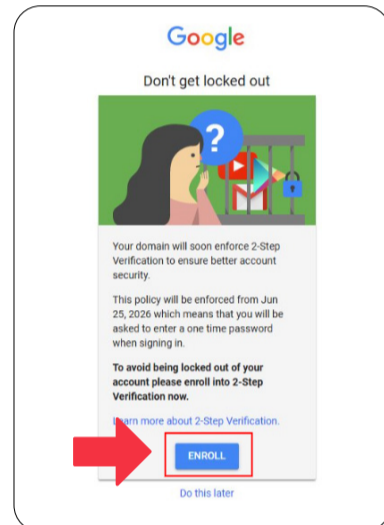 Google
Don't get locked out
?
Your domain will soon enforce 2-Step
Verification to ensure better account
security.
This policy will be enforced from Jun
25, 2026 which means that you will be
asked to enter a one time password
when signing in.
To avoid being locked out of your
account please enroll into 2-Step
Verification now.
Learn more about 2-Step Verification.
ENROLL
Do this later